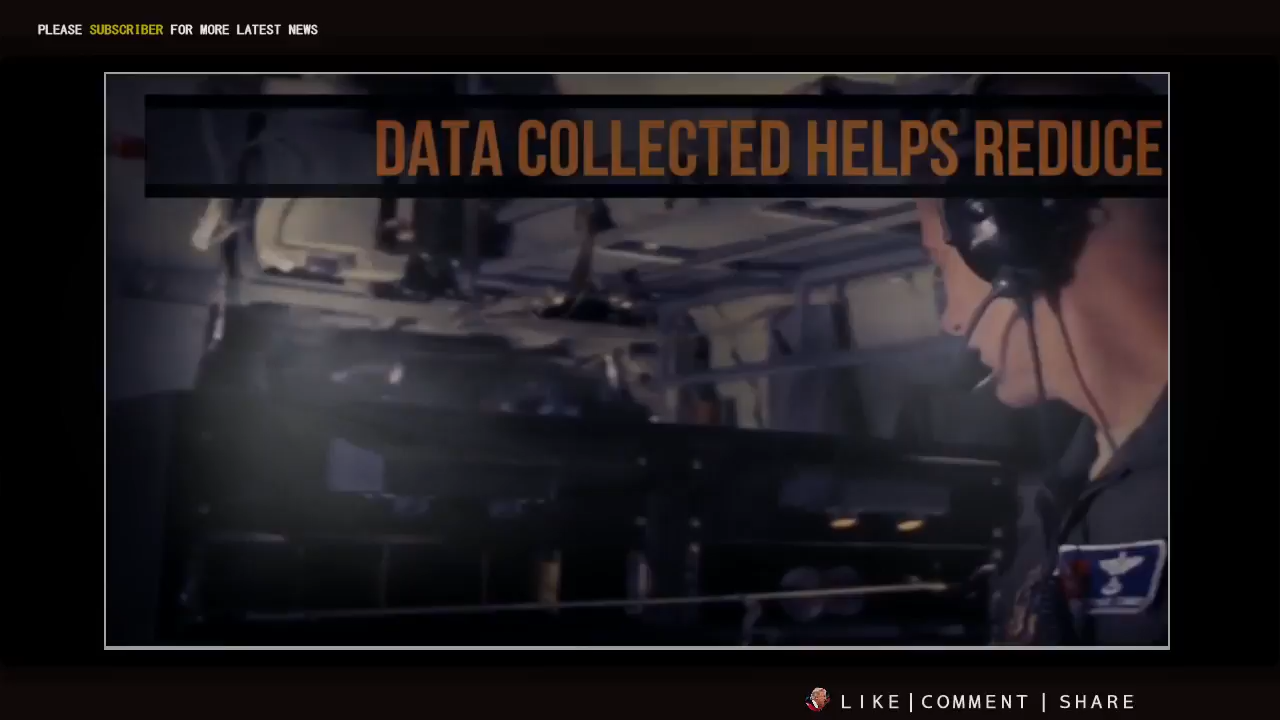 PLEASE SUBSCRIBER FOR MORE LATEST NEWS
DATA COLLECTED HELPS REDUCE
LIKE|COMMENT | SHARE